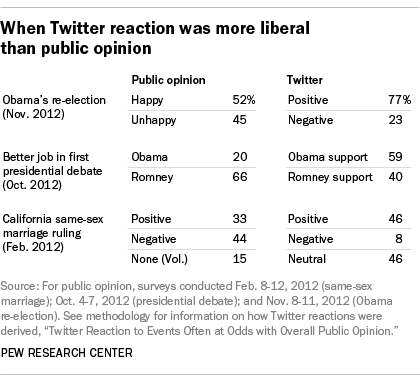 When Twitter reaction was more liberal
than public opinion
Public opinion Twitter
Obama's re-election Happy 52% Positive 77%
(Nov. 2012) Unhappy 45 Negative 23
Better job in first Obama 20 Obama support 59
presidential debate Romney 66 Romney support 40
(Oct. 2012)
California same-sex Positive 33 Positive 46
marriage ruling Negative 44 Negative 8
(Feb. 2012) None (Vol.) 15 Neutral 46
Source: For public opinion, surveys conducted Feb. 8-12, 2012 (same-sex
marriage); Oct. 4-7, 2012 (presidential debate); and Nov. 8-11, 2012 (Obama
re-election). See methodology for information on how Twitter reactions were
derived, “Twitter Reaction to Events Often at Odds with Overall Public Opinion.”
PEW RESEARCH CENTER